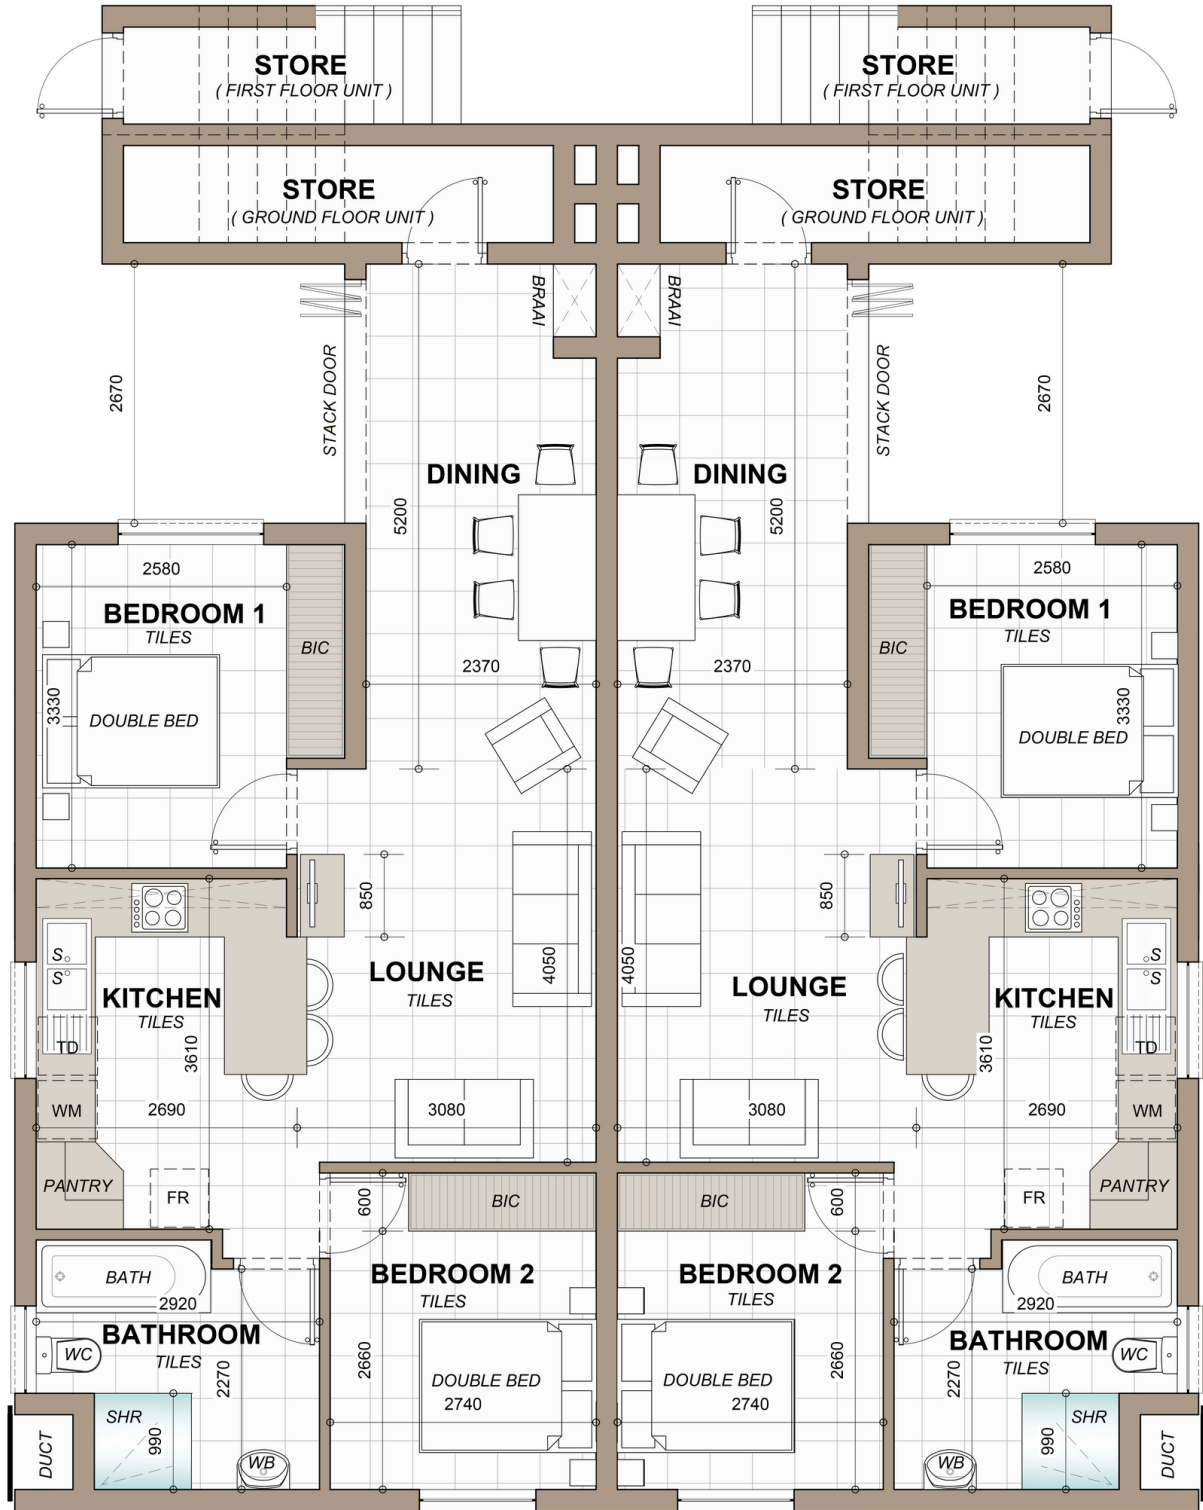 STORE
( FIRST FLOOR UNIT )
STORE
( FIRST FLOOR UNIT )
STORE
( GROUND FLOOR UNIT )
STORE
( GROUND FLOOR UNIT )
BRAAI
BRAAI
2670
STACK DOOR
STACK DOOR
2670
DINING
DINING
5200
5200
2580
2580
BEDROOM 1
TILES
BEDROOM 1
TILES
BIC
BIC
2370
2370
3330
DOUBLE BED
3330
DOUBLE BED
850
850
S
S
S
S
4050
4050
LOUNGE
TILES
LOUNGE
TILES
KITCHEN
TILES
KITCHEN
TILES
TD
3610
3610
TD
WM
2690
3080
3080
2690
WM
PANTRY
FR
600
BIC
BIC
600
FR
PANTRY
BATH
2920
BEDROOM 2
TILES
BEDROOM 2
TILES
BATH
2920
BATHROOM
TILES
BATHROOM
TILES
WC
2270
2660
DOUBLE BED
2740
DOUBLE BED
2740
2660
2270
WC
SHR
990
SHR
990
DUCT
WB
WB
DUCT